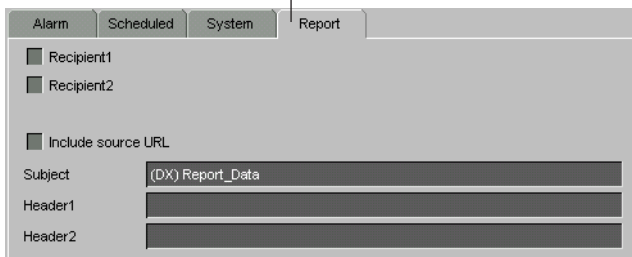 Alarm Scheduled System Report
Recipient1
Recipient2
Include source URL
Subject (DX) Report_Data
Header1
Header2